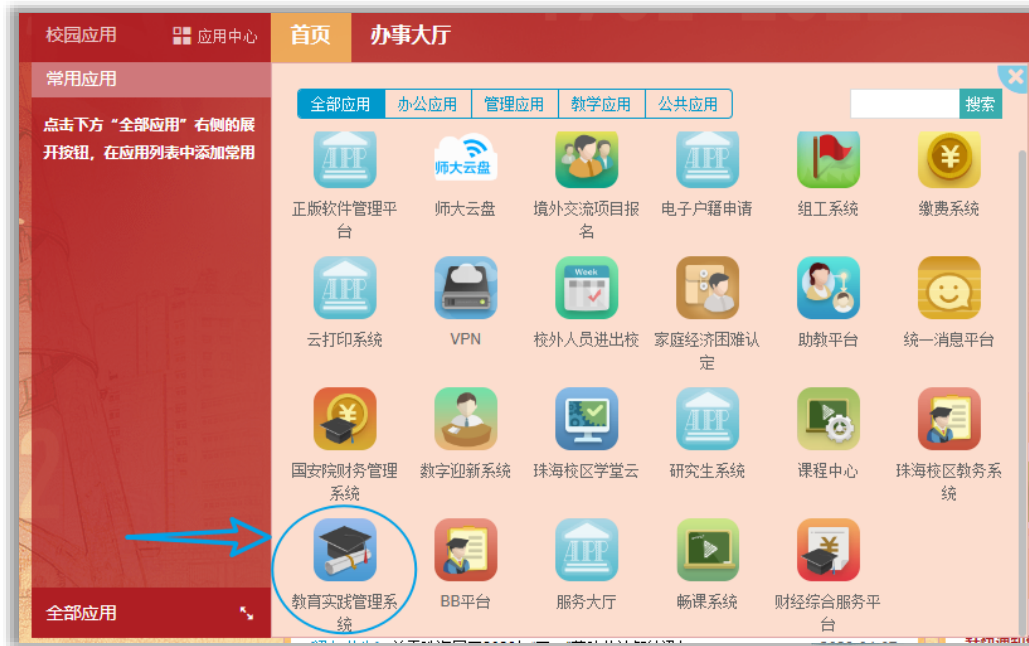 校园应用
应用中心
首页
办事大厅
常用应用
点击下方“全部应用”右侧的展
开按钮，在应用列表中添加常用
全部应用
办公应用
管理应用
教学应用
公共应用
搜索
APP
师大云盘
APP
正版软件管理平
台
师大云盘
境外交流项目报
名
电子户籍申请
组工系统
缴费系统
APP
Week
云打印系统
VPN
校外人员进出校
家庭经济困难认
定
助教平台
统一消息平台
APP
国安院财务管理
系统
数字迎新系统
珠海校区学堂云
研究生系统
课程中心
珠海校区教务系
统
APP
教育实践管理系
统
BB平台
服务大厅
畅课系统
财经综合服务平
台
全部应用